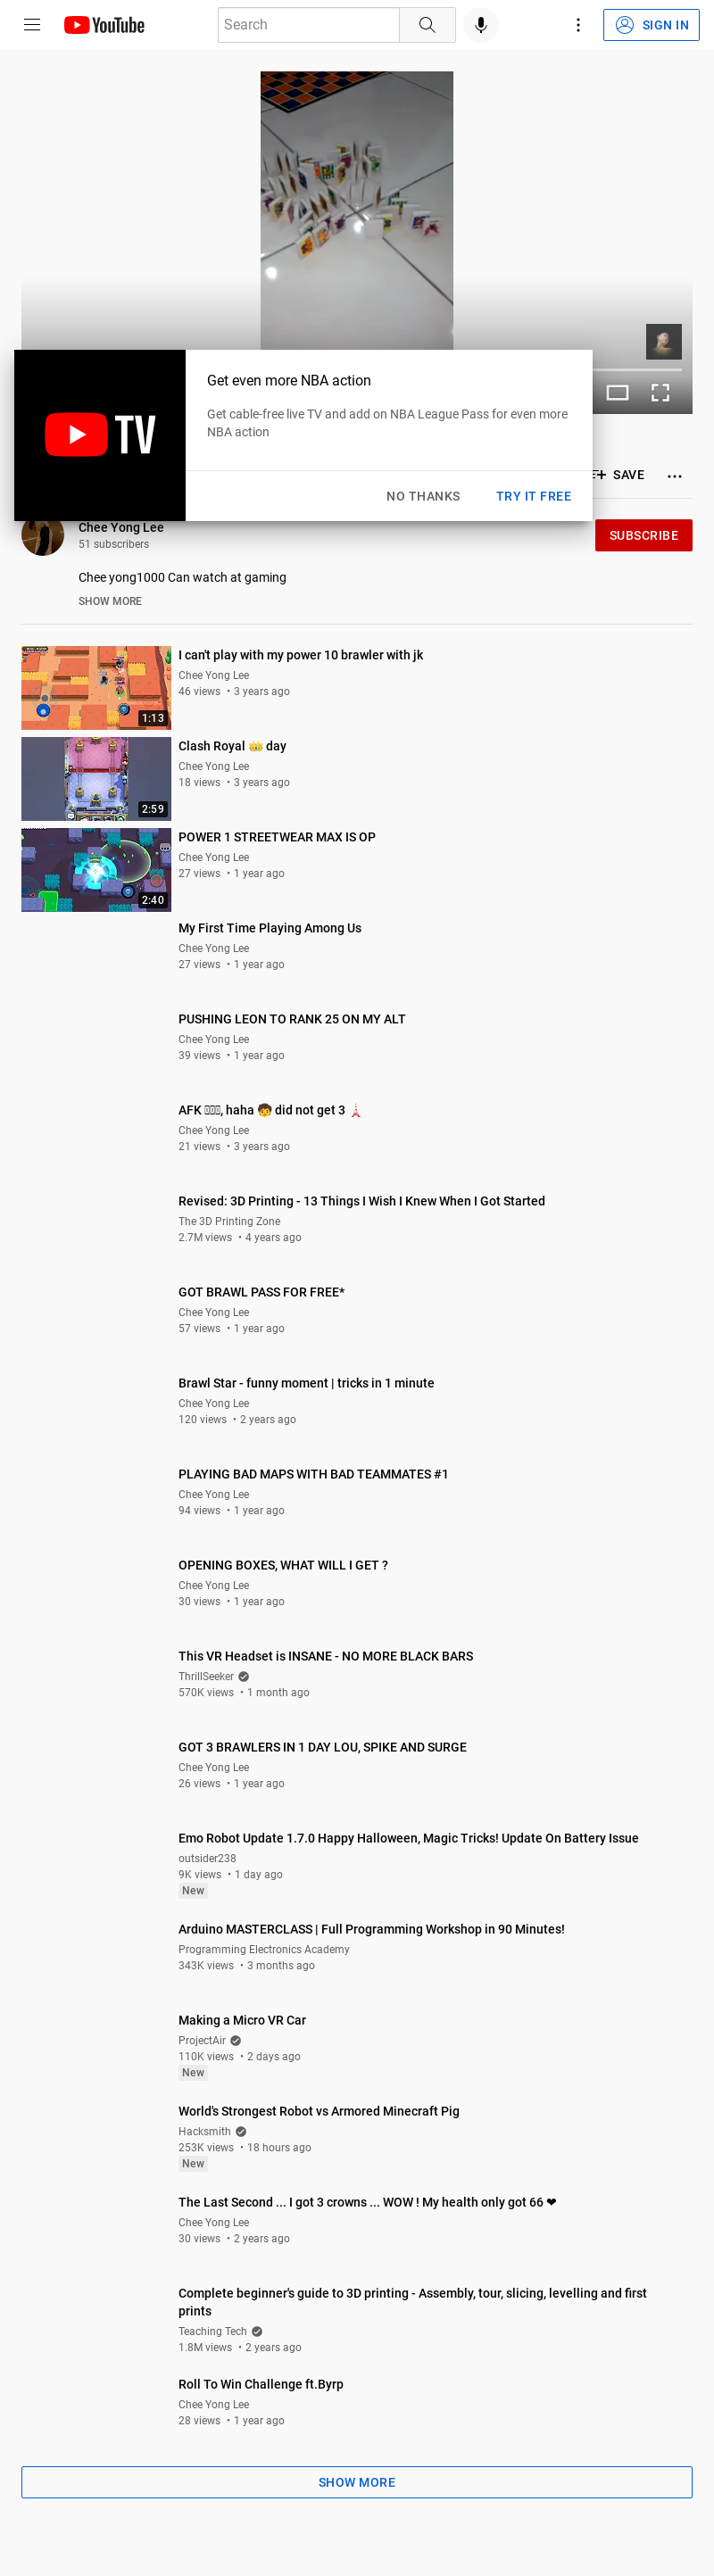 YouTube
Search
SIGN IN
TV
Get even more NBA action
Get cable-free live TV and add on NBA League Pass for even more
NBA action
NO THANKS
TRY IT FREE
SAVE
Chee Yong Lee
51 subscribers
SUBSCRIBE
Chee yong1000 Can watch at gaming
SHOW MORE
1:13
I can't play with my power 10 brawler with jk
Chee Yong Lee
46 views • 3 years ago
2:59
Clash Royal 👑 day
Chee Yong Lee
18 views • 3 years ago
2:40
POWER 1 STREETWEAR MAX IS OP
Chee Yong Lee
27 views • 1 year ago
My First Time Playing Among Us
Chee Yong Lee
27 views • 1 year ago
PUSHING LEON TO RANK 25 ON MY ALT
Chee Yong Lee
39 views • 1 year ago
AFK , haha 🧒 did not get 3 🗼
Chee Yong Lee
21 views • 3 years ago
Revised: 3D Printing - 13 Things I Wish I Knew When I Got Started
The 3D Printing Zone
2.7M views • 4 years ago
GOT BRAWL PASS FOR FREE*
Chee Yong Lee
57 views • 1 year ago
Brawl Star - funny moment | tricks in 1 minute
Chee Yong Lee
120 views • 2 years ago
PLAYING BAD MAPS WITH BAD TEAMMATES #1
Chee Yong Lee
94 views • 1 year ago
OPENING BOXES, WHAT WILL I GET ?
Chee Yong Lee
30 views • 1 year ago
This VR Headset is INSANE - NO MORE BLACK BARS
ThrillSeeker
570K views • 1 month ago
GOT 3 BRAWLERS IN 1 DAY LOU, SPIKE AND SURGE
Chee Yong Lee
26 views • 1 year ago
Emo Robot Update 1.7.0 Happy Halloween, Magic Tricks! Update On Battery Issue
outsider238
9K views • 1 day ago
New
Arduino MASTERCLASS | Full Programming Workshop in 90 Minutes!
Programming Electronics Academy
343K views • 3 months ago
Making a Micro VR Car
ProjectAir
110K views • 2 days ago
New
World's Strongest Robot vs Armored Minecraft Pig
Hacksmith
253K views • 18 hours ago
New
The Last Second ... I got 3 crowns ... WOW ! My health only got 66 ❤
Chee Yong Lee
30 views • 2 years ago
Complete beginner's guide to 3D printing - Assembly, tour, slicing, levelling and first
prints
Teaching Tech
1.8M views • 2 years ago
Roll To Win Challenge ft.Byrp
Chee Yong Lee
28 views • 1 year ago
SHOW MORE